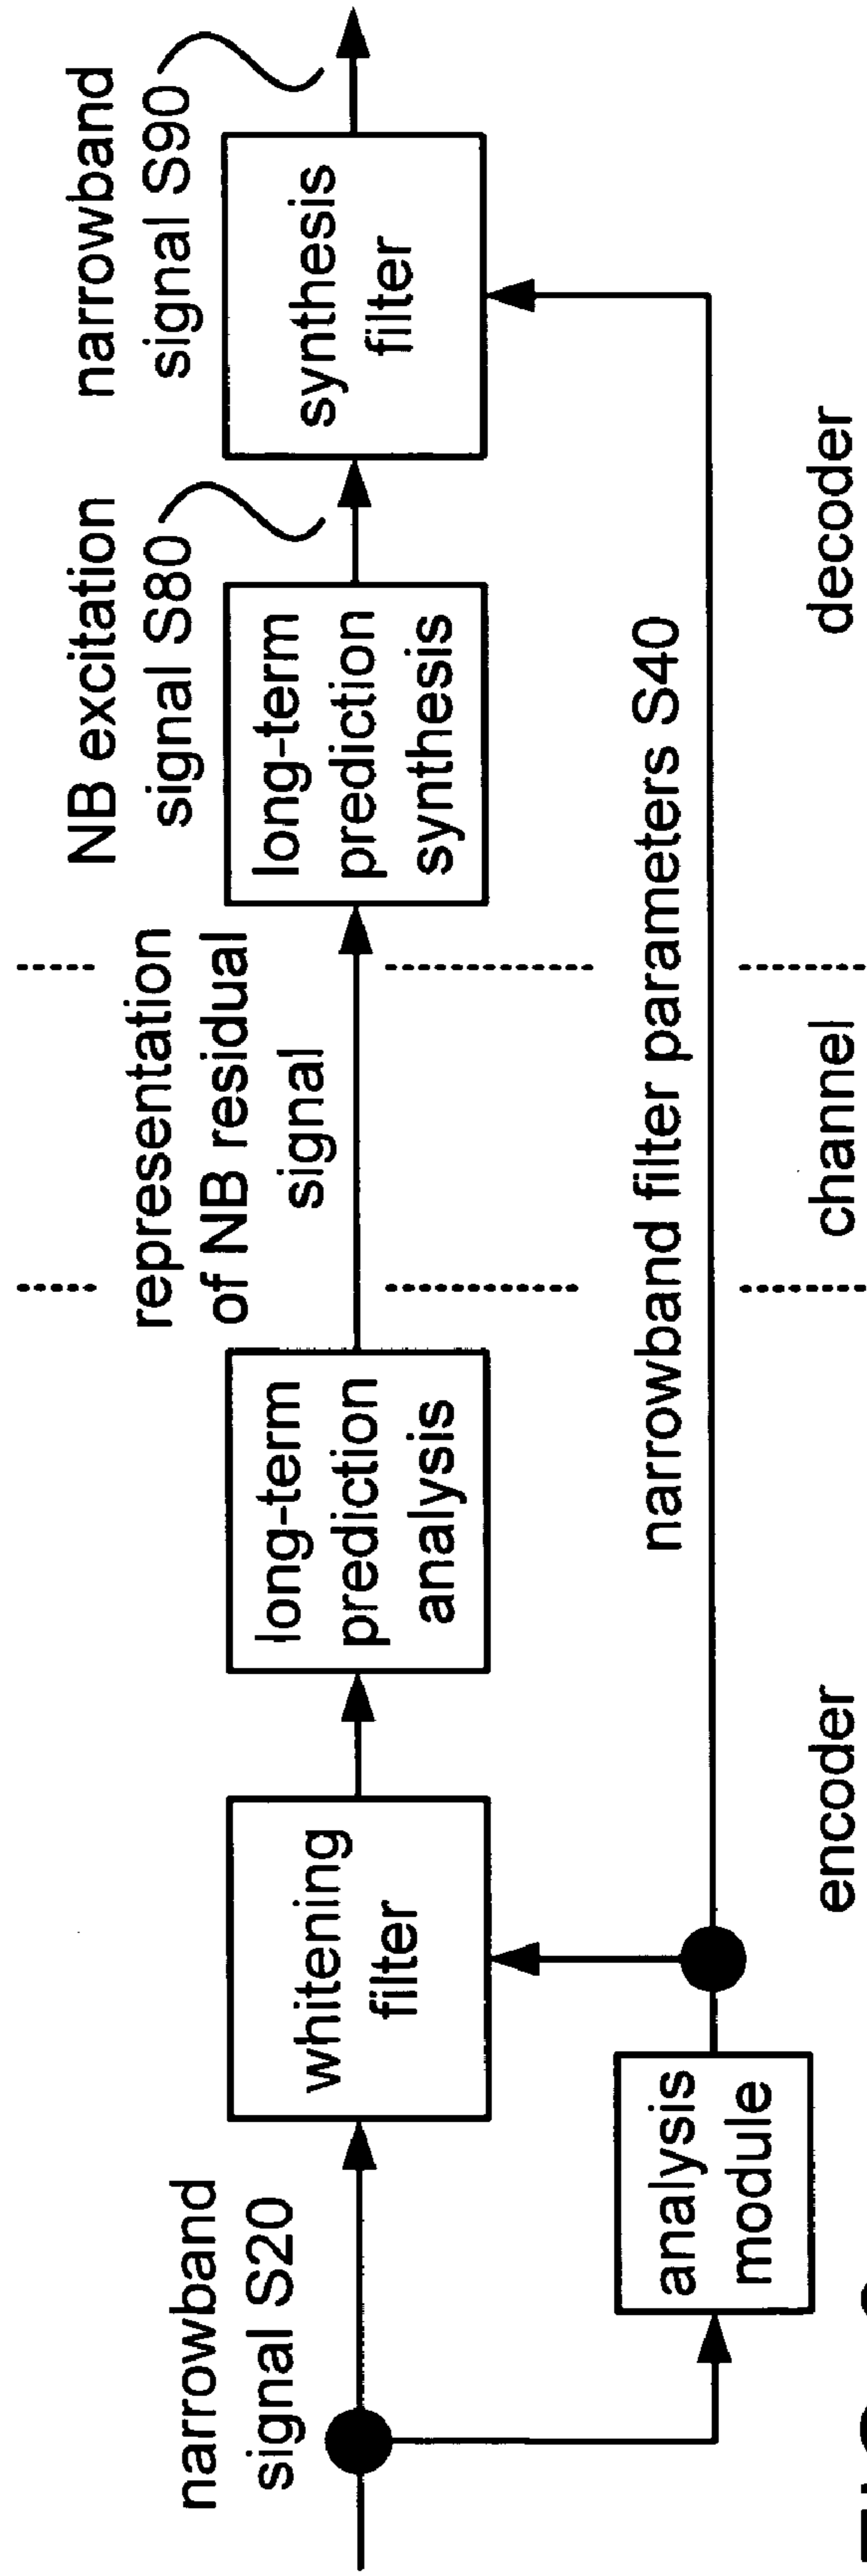 narrowband
signal S20
whitening
filter
long-term
prediction
analysis
representation
of NB residual
signal
long-term
prediction
synthesis
NB excitation
signal S80
synthesis
filter
narrowband
signal S90
analysis
module
narrowband filter parameters S40
encoder
channel
decoder